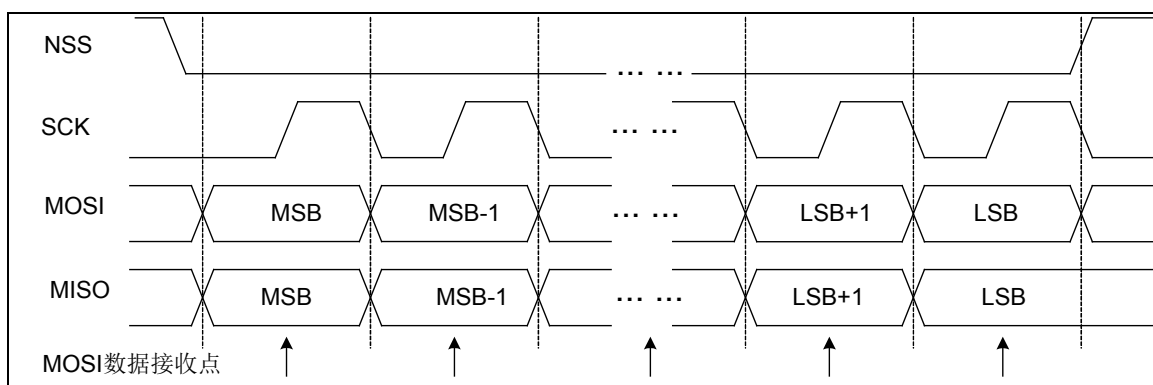 NSS
... ...
SCK
... ...
MOSI MSB MSB-1 ... ... LSB+1 LSB
MISO MSB MSB-1 ... ... LSB+1 LSB
MOSI数据接收点